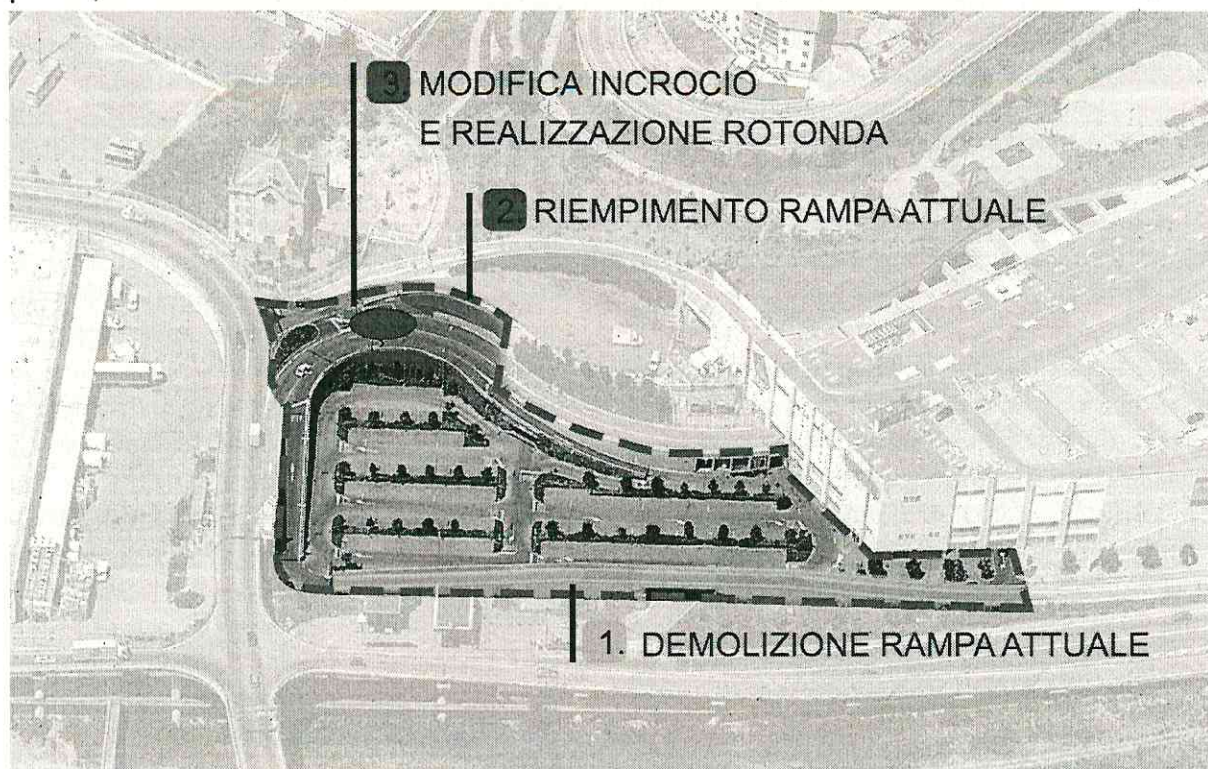 3. MODIFICA INCROCIO
E REALIZZAZIONE ROTONDA
2. RIEMPIMENTO RAMPA ATTUALE
1. DEMOLIZIONE RAMPA ATTUALE